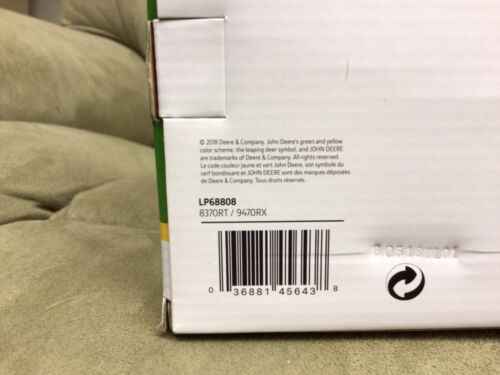 © 2018 Deere & Company. John Deere's green and yellow
color scheme, the leaping deer symbol, and JOHN DEERE
are trademarks of Deere & Company. All rights reserved.
Le code couleur jaune et vert John Deere, son symbole du
cerf bondissant et JOHN DEERE sont des marques déposées
de Deere & Company. Tous droits réservés.
LP68808
8370RT / 9470RX
0 36881 45643 8